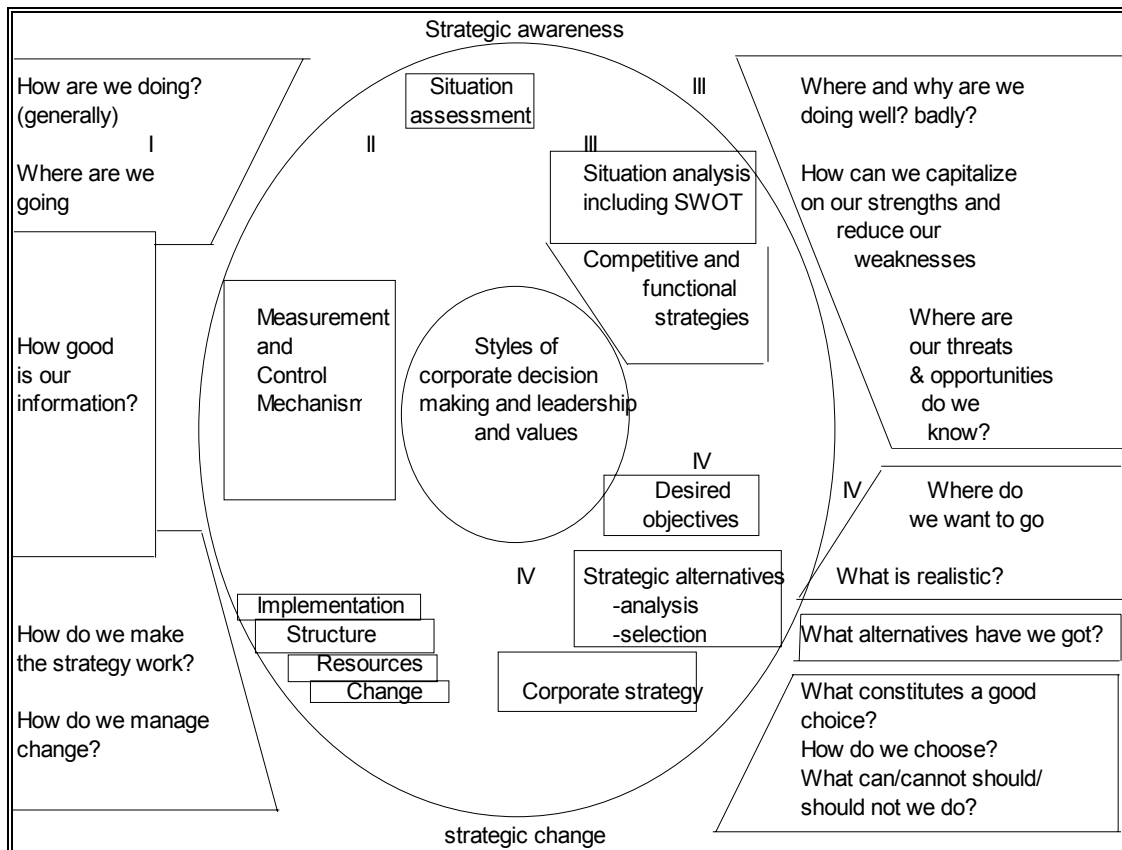 Strategic awareness
How are we doing?
(generally)
I
Where are we
going
How good
is our
information?
How do we make
the strategy work?
How do we manage
change?
II
Situation
assessment
III
III
Situation analysis
including SWOT
Competitive and
functional
strategies
Measurement
and
Control
Mechanism
Styles of
corporate decision
making and leadership
and values
IV
Desired
objectives
IV
IV
Strategic alternatives
-analysis
-selection
Corporate strategy
Implementation
Structure
Resources
Change
Where and why are we
doing well? badly?
How can we capitalize
on our strengths and
reduce our
weaknesses
Where are
our threats
& opportunities
do we
know?
Where do
we want to go
What is realistic?
What alternatives have we got?
What constitutes a good
choice?
How do we choose?
What can/cannot should/
should not we do?
strategic change